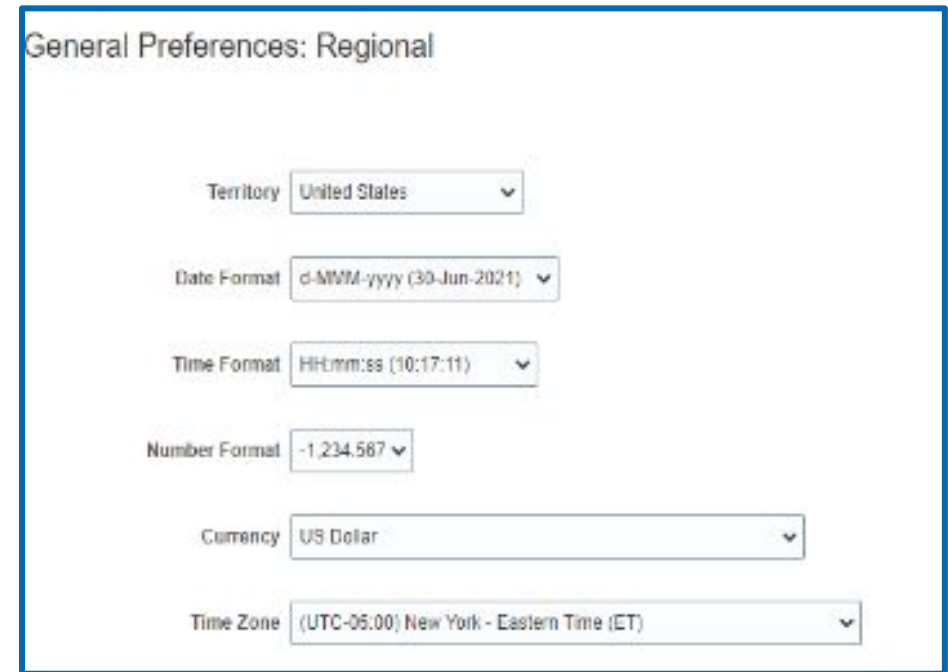 General Preferences: Regional
Territory United States
Date Format d-MMM-yyyy (30-Jun-2021)
Time Format HH:mm:ss (10:17:11)
Number Format -1,234.567
Currency US Dollar
Time Zone (UTC-05:00) New York - Eastern Time (ET)